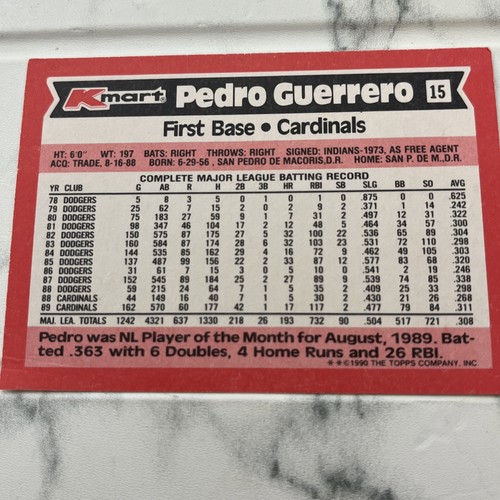 Kmart® Pedro Guerrero 15
First Base • Cardinals
HT: 6'0" WT: 197 BATS: RIGHT THROWS: RIGHT SIGNED: INDIANS-1973, AS FREE AGENT
ACQ: TRADE, 8-16-88 BORN: 6-29-56, SAN PEDRO DE MACORIS, D.R. HOME: SAN P. DE M., D.R.
COMPLETE MAJOR LEAGUE BATTING RECORD
YR CLUB G AB R H 2B 3B HR RBI SB SLG BB SO AVG
78 DODGERS 5 8 3 5 0 1 0 1 0 .875 0 0 .625
79 DODGERS 25 62 7 15 2 0 2 9 2 .371 1 14 .242
80 DODGERS 75 183 27 59 9 1 7 31 2 .497 12 31 .322
81 DODGERS 98 347 46 104 17 2 12 48 5 .464 34 57 .300
82 DODGERS 150 575 87 175 27 5 32 100 22 .536 65 89 .304
83 DODGERS 160 584 87 174 28 6 32 103 23 .531 72 110 .298
84 DODGERS 144 535 85 162 29 4 16 72 9 .462 49 105 .303
85 DODGERS 137 487 99 156 22 2 33 87 12 .577 83 68 .320
86 DODGERS 31 61 7 15 3 0 5 10 0 .541 2 19 .246
87 DODGERS 152 545 89 184 25 2 27 89 9 .539 74 85 .338
88 DODGERS 59 215 24 64 7 1 5 35 2 .409 25 33 .298
88 CARDINALS 44 149 16 40 7 1 5 30 2 .430 21 26 .268
89 CARDINALS 162 570 60 177 42 1 17 117 2 .477 79 84 .311
MAJ. LEA. TOTALS 1242 4321 637 1330 218 26 193 732 90 .504 517 721 .308
Pedro was NL Player of the Month for August, 1989. Bat-
ted .363 with 6 Doubles, 4 Home Runs and 26 RBI.
**©1990 THE TOPPS COMPANY, INC.